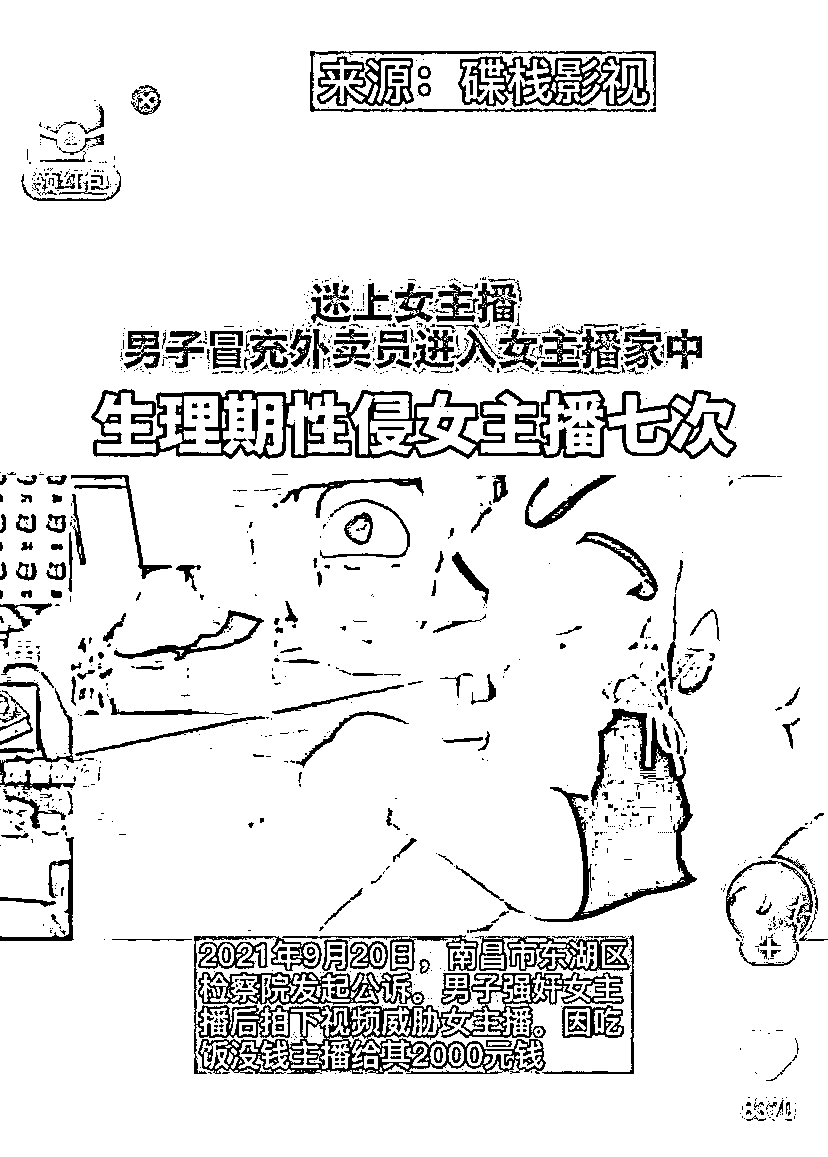 来源：碟栈影视
领红包
迷上女主播
男子冒充外卖员进入女主播家中
生理期性侵女主播七次
2021年9月20日，南昌市东湖区
检察院发起公诉。男子强奸女主
播后拍下视频威胁女主播。因吃
饭没钱主播给其2000元钱
8370